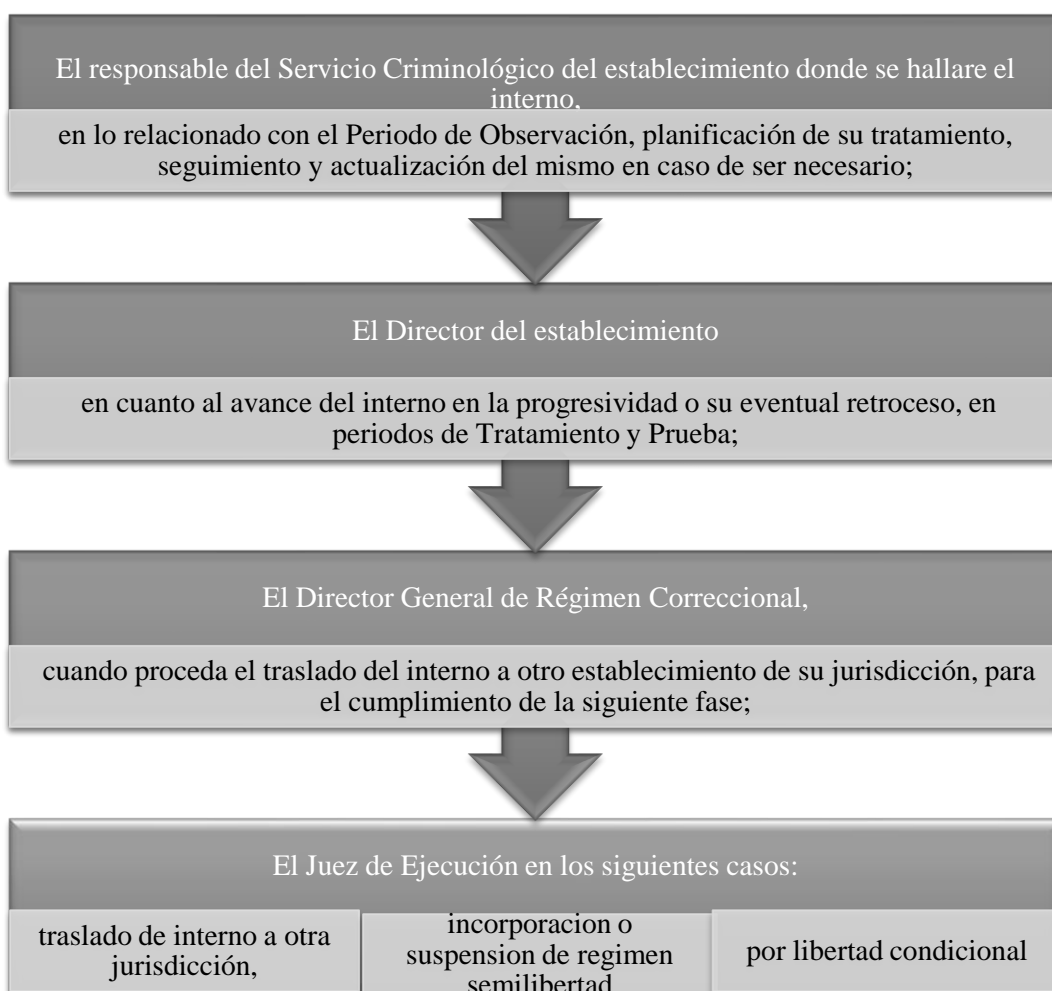 El responsable del Servicio Criminológico del establecimiento donde se hallare el
interno,
en lo relacionado con el Periodo de Observación, planificación de su tratamiento,
seguimiento y actualización del mismo en caso de ser necesario;
El Director del establecimiento
en cuanto al avance del interno en la progresividad o su eventual retroceso, en
periodos de Tratamiento y Prueba;
El Director General de Régimen Correccional,
cuando proceda el traslado del interno a otro establecimiento de su jurisdicción, para
el cumplimiento de la siguiente fase;
El Juez de Ejecución en los siguientes casos:
traslado de interno a otra
jurisdicción,
incorporacion o
suspension de regimen
semilibertad
por libertad condicional